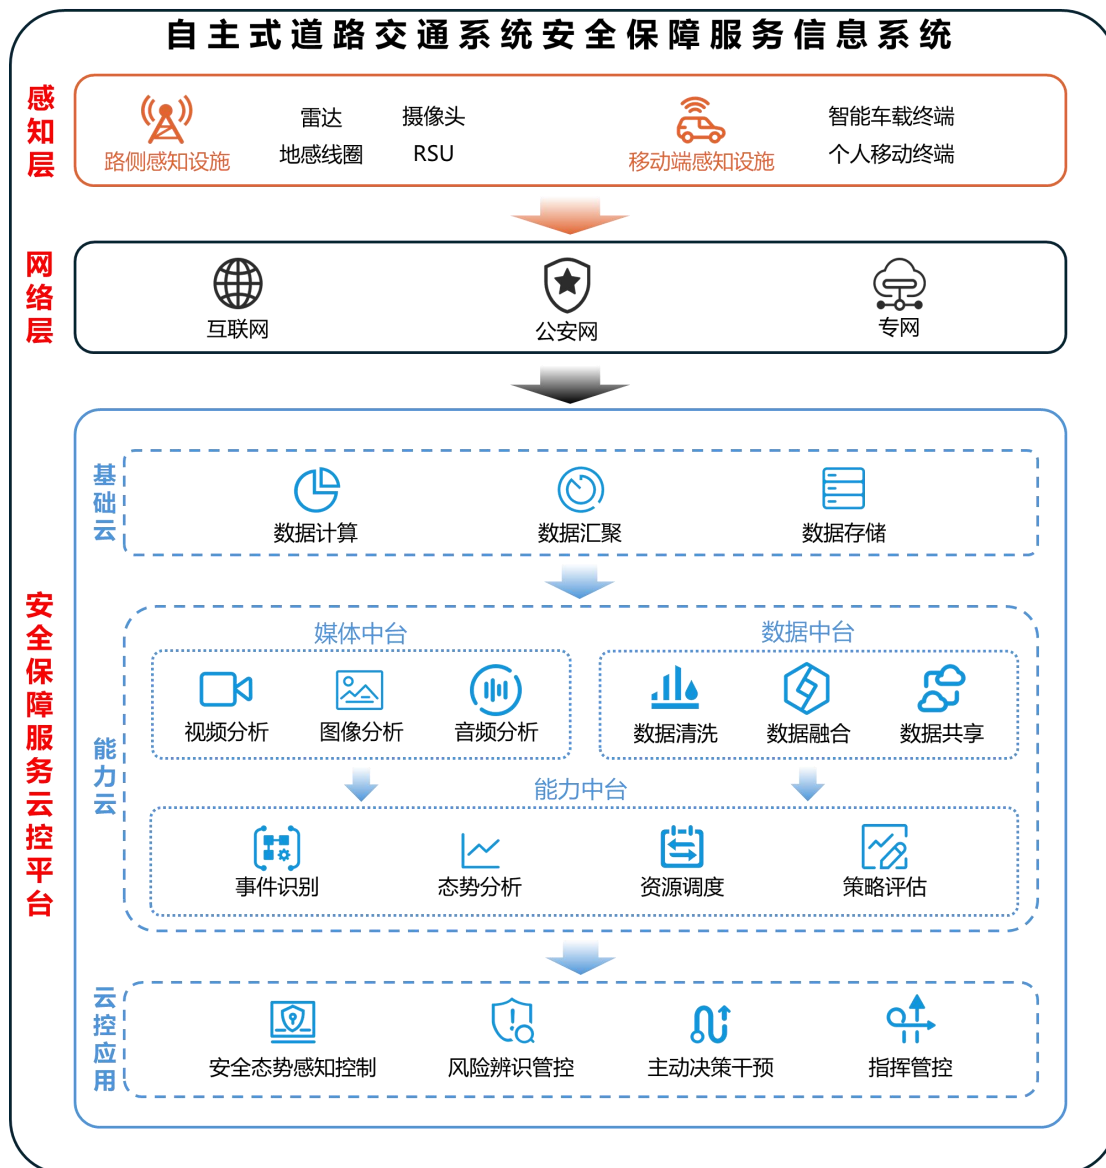 自主式道路交通系统安全保障服务信息系统
感知层
路侧感知设施
雷达
摄像头
地感线圈
RSU
移动端感知设施
智能车载终端
个人移动终端
网络层
互联网
公安网
专网
安全保障服务云控平台
基础云
数据计算
数据汇聚
数据存储
能力云
媒体中台
视频分析
图像分析
音频分析
数据中台
数据清洗
数据融合
数据共享
能力中台
事件识别
态势分析
资源调度
策略评估
云控应用
安全态势感知控制
风险辨识管控
主动决策干预
指挥管控